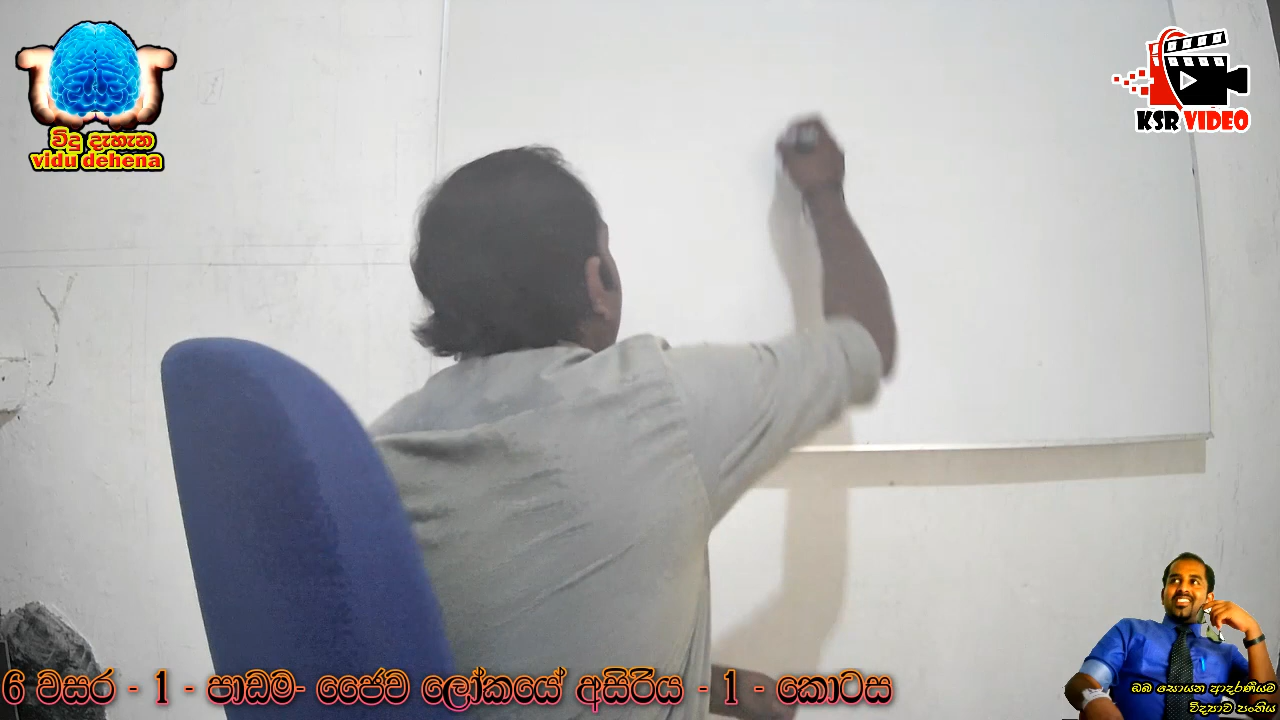 විදු දැහැන
vidu dehena
KSR VIDEO
6 වසර - 1 - පාඩම- ජෛව ලෝකයේ අසිරිය - 1 - කොටස
ඔබ සොයන ආදරණීයම
විද්‍යාව පංතිය